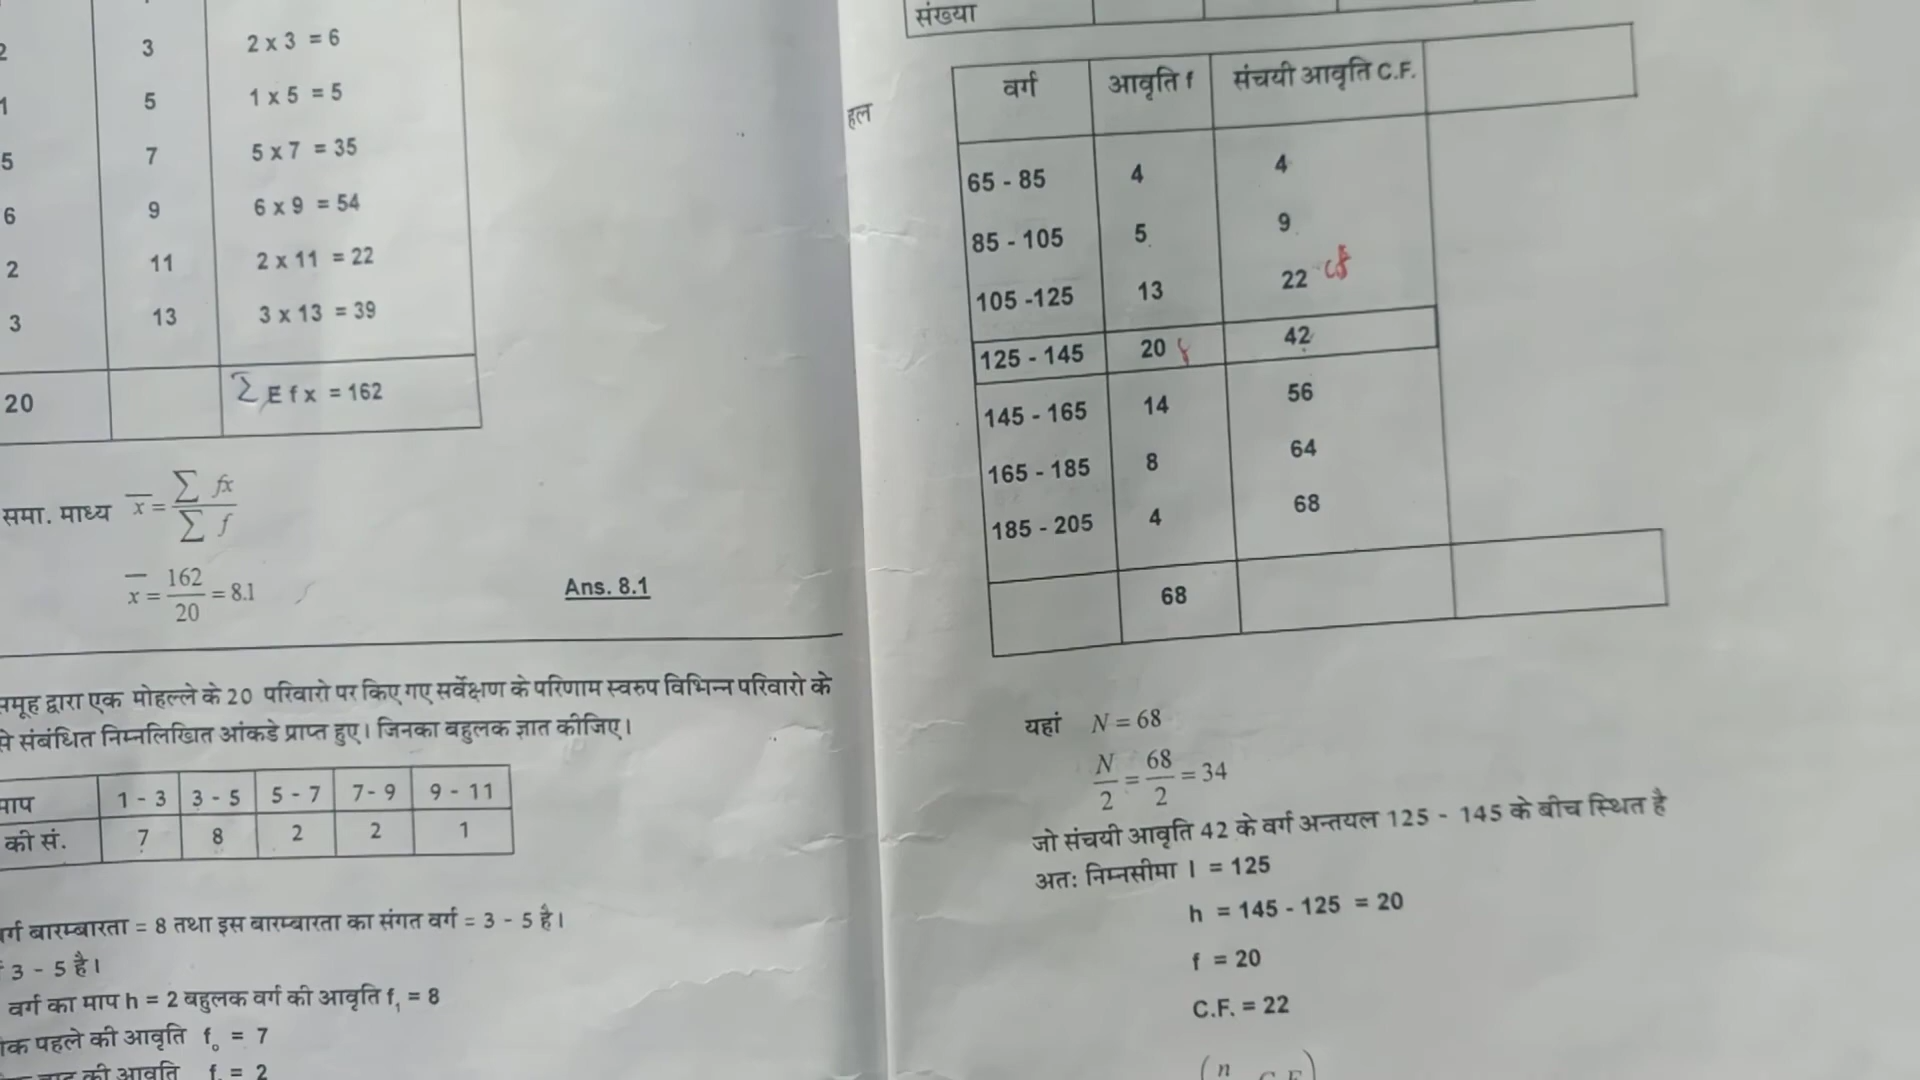 2 3 2 x 3 = 6
1 5 1 x 5 = 5
5 7 5 x 7 = 35
6 9 6 x 9 = 54
2 11 2 x 11 = 22
3 13 3 x 13 = 39
20 Σ E f x = 162
समा. माध्य x = ∑ fx / ∑ f
x = 162 / 20 = 8.1
Ans. 8.1
समूह द्वारा एक मोहल्ले के 20 परिवारो पर किए गए सर्वेक्षण के परिणाम स्वरुप विभिन्न परिवारो के
से संबंधित निम्नलिखित आंकडे प्राप्त हुए। जिनका बहुलक ज्ञात कीजिए।
माप 1 - 3 3 - 5 5 - 7 7- 9 9 - 11
की सं. 7 8 2 2 1
वर्ग बारम्बारता = 8 तथा इस बारम्बारता का संगत वर्ग = 3 - 5 है।
3 - 5 है।
वर्ग का माप h = 2 बहुलक वर्ग की आवृति f₁ = 8
पहले की आवृति f₀ = 7
की आवृति = 2
संख्या
हल
वर्ग आवृति f संचयी आवृति C.F.
65 - 85 4 4
85 - 105 5 9
105 -125 13 22 cf
125 - 145 20 f 42
145 - 165 14 56
165 - 185 8 64
185 - 205 4 68
68
यहां N = 68
N / 2 = 68 / 2 = 34
जो संचयी आवृति 42 के वर्ग अन्तयल 125 - 145 के बीच स्थित है
अतः निम्नसीमा l = 125
h = 145 - 125 = 20
f = 20
C.F. = 22